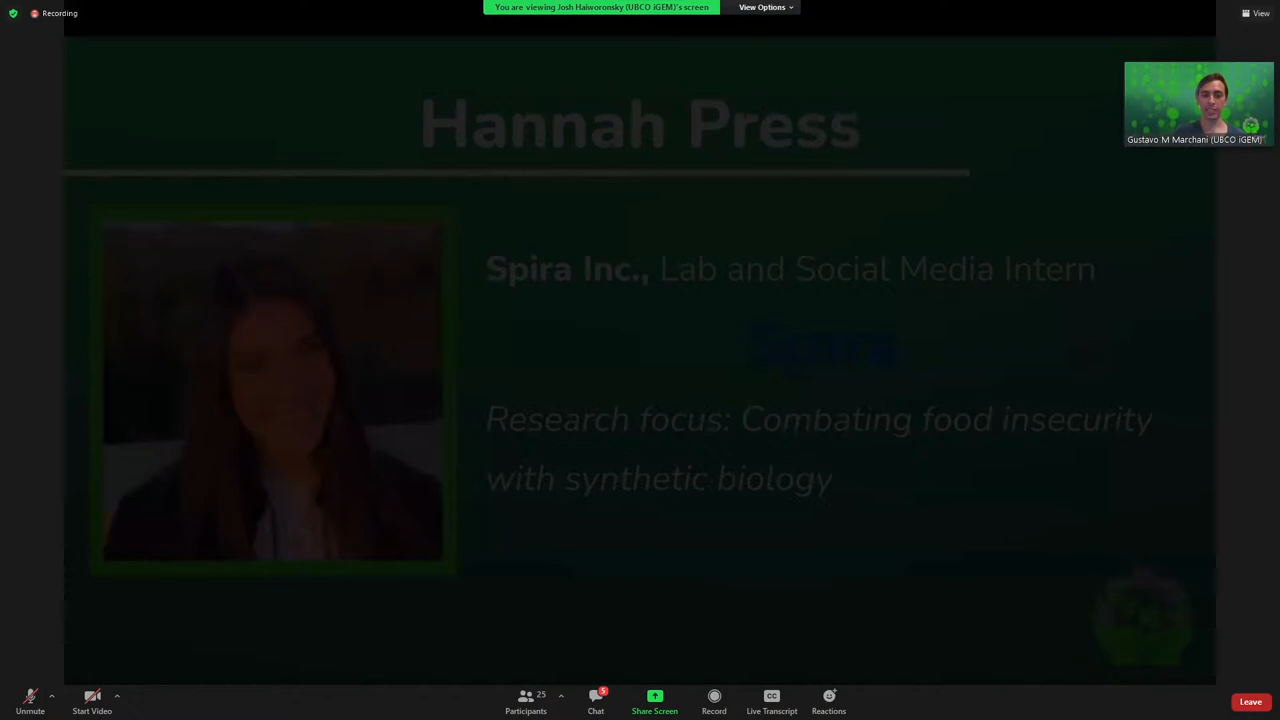 Recording
You are viewing Josh Haiworonsky (UBCO iGEM)'s screen
View Options
View
Hannah Press
Gustavo M Marchani (UBCO iGEM)
Spira Inc., Lab and Social Media Intern
Spira
Research focus: Combating food insecurity
with synthetic biology
Unmute
Start Video
25
Participants
5
Chat
Share Screen
Record
CC
Live Transcript
Reactions
Leave